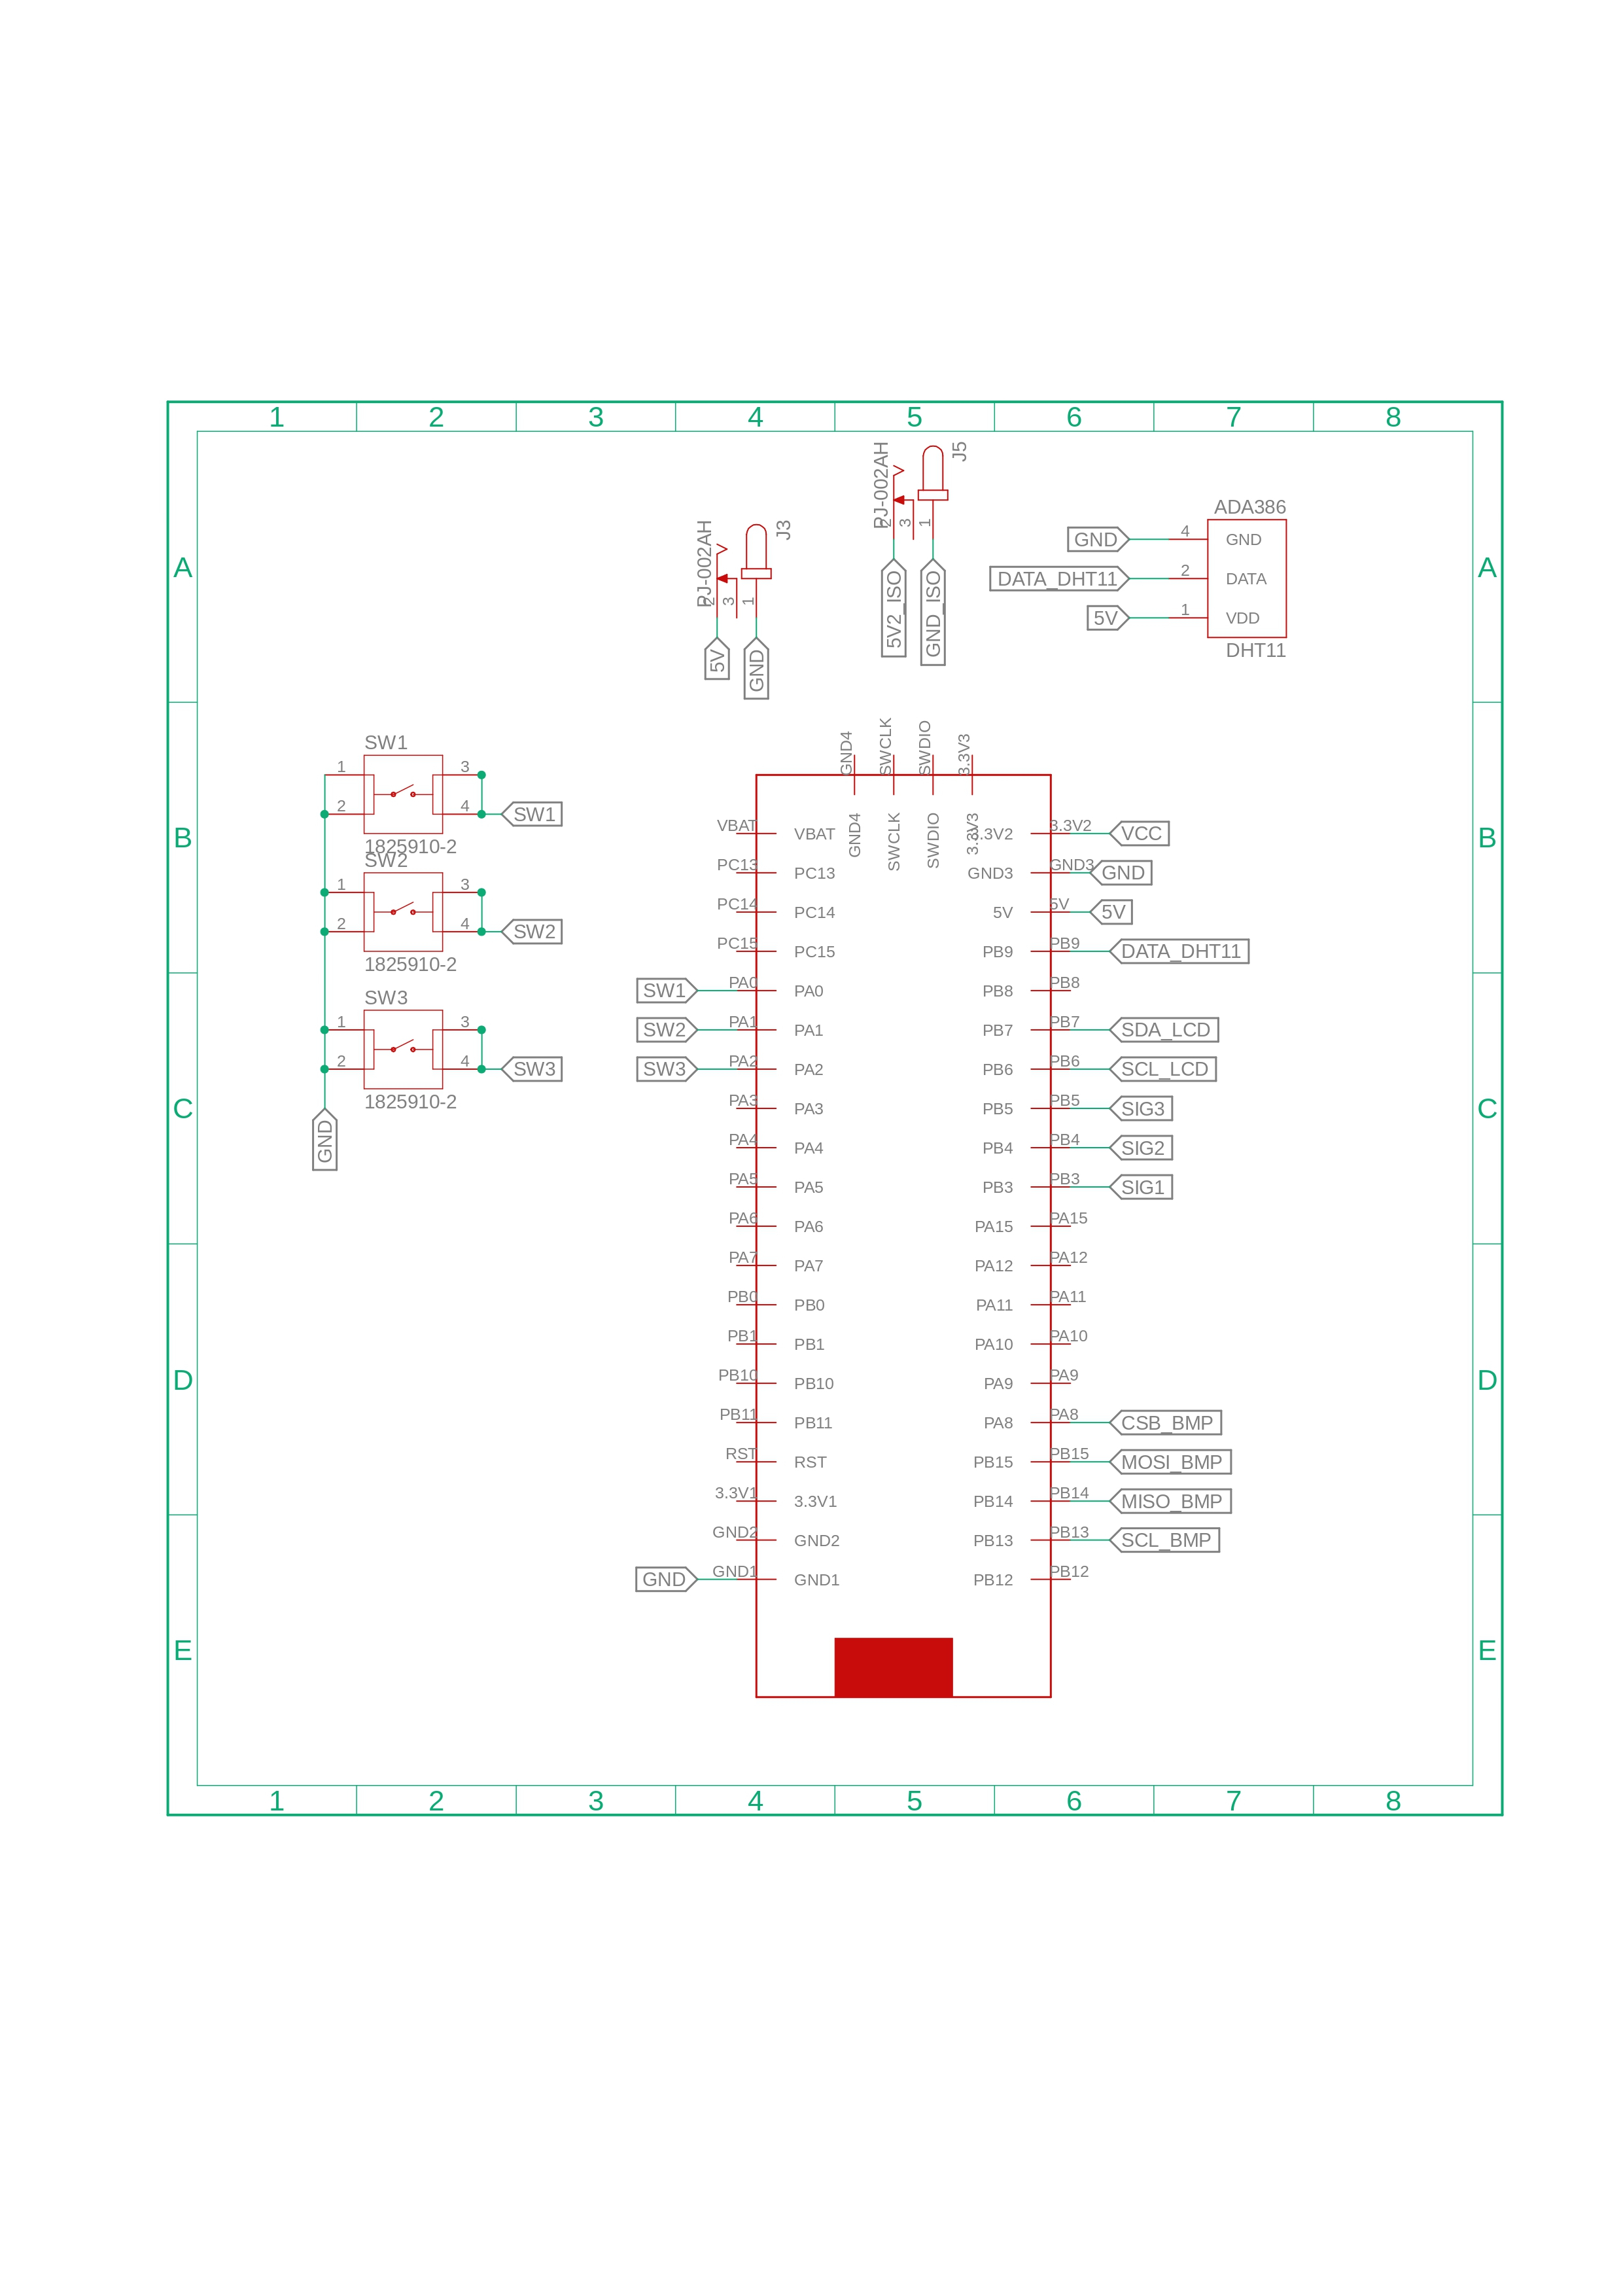 1 2 3 4 5 6 7 8
A A
B B
C C
D D
E E
PJ-002AH
J5
2
3
1
5V2_ISO
GND_ISO
PJ-002AH
J3
2
3
1
5V
GND
ADA386
GND 4 GND
DATA_DHT11 2 DATA
5V 1 VDD
DHT11
SW1
1 3
2 4 SW1
1825910-2
SW2
1 3
2 4 SW2
1825910-2
SW3
1 3
2 4 SW3
1825910-2
GND
GND4 SWCLK SWDIO 3.3V3
GND4 SWCLK SWDIO 3.3V3
VBAT VBAT 3.3V2 3.3V2 VCC
PC13 PC13 GND3 GND3 GND
PC14 PC14 5V 5V 5V
PC15 PC15 PB9 PB9 DATA_DHT11
SW1 PA0 PA0 PB8 PB8
SW2 PA1 PA1 PB7 PB7 SDA_LCD
SW3 PA2 PA2 PB6 PB6 SCL_LCD
PA3 PA3 PB5 PB5 SIG3
PA4 PA4 PB4 PB4 SIG2
PA5 PA5 PB3 PB3 SIG1
PA6 PA6 PA15 PA15
PA7 PA7 PA12 PA12
PB0 PB0 PA11 PA11
PB1 PB1 PA10 PA10
PB10 PB10 PA9 PA9
PB11 PB11 PA8 PA8 CSB_BMP
RST RST PB15 PB15 MOSI_BMP
3.3V1 3.3V1 PB14 PB14 MISO_BMP
GND2 GND2 PB13 PB13 SCL_BMP
GND GND1 GND1 PB12 PB12
1 2 3 4 5 6 7 8